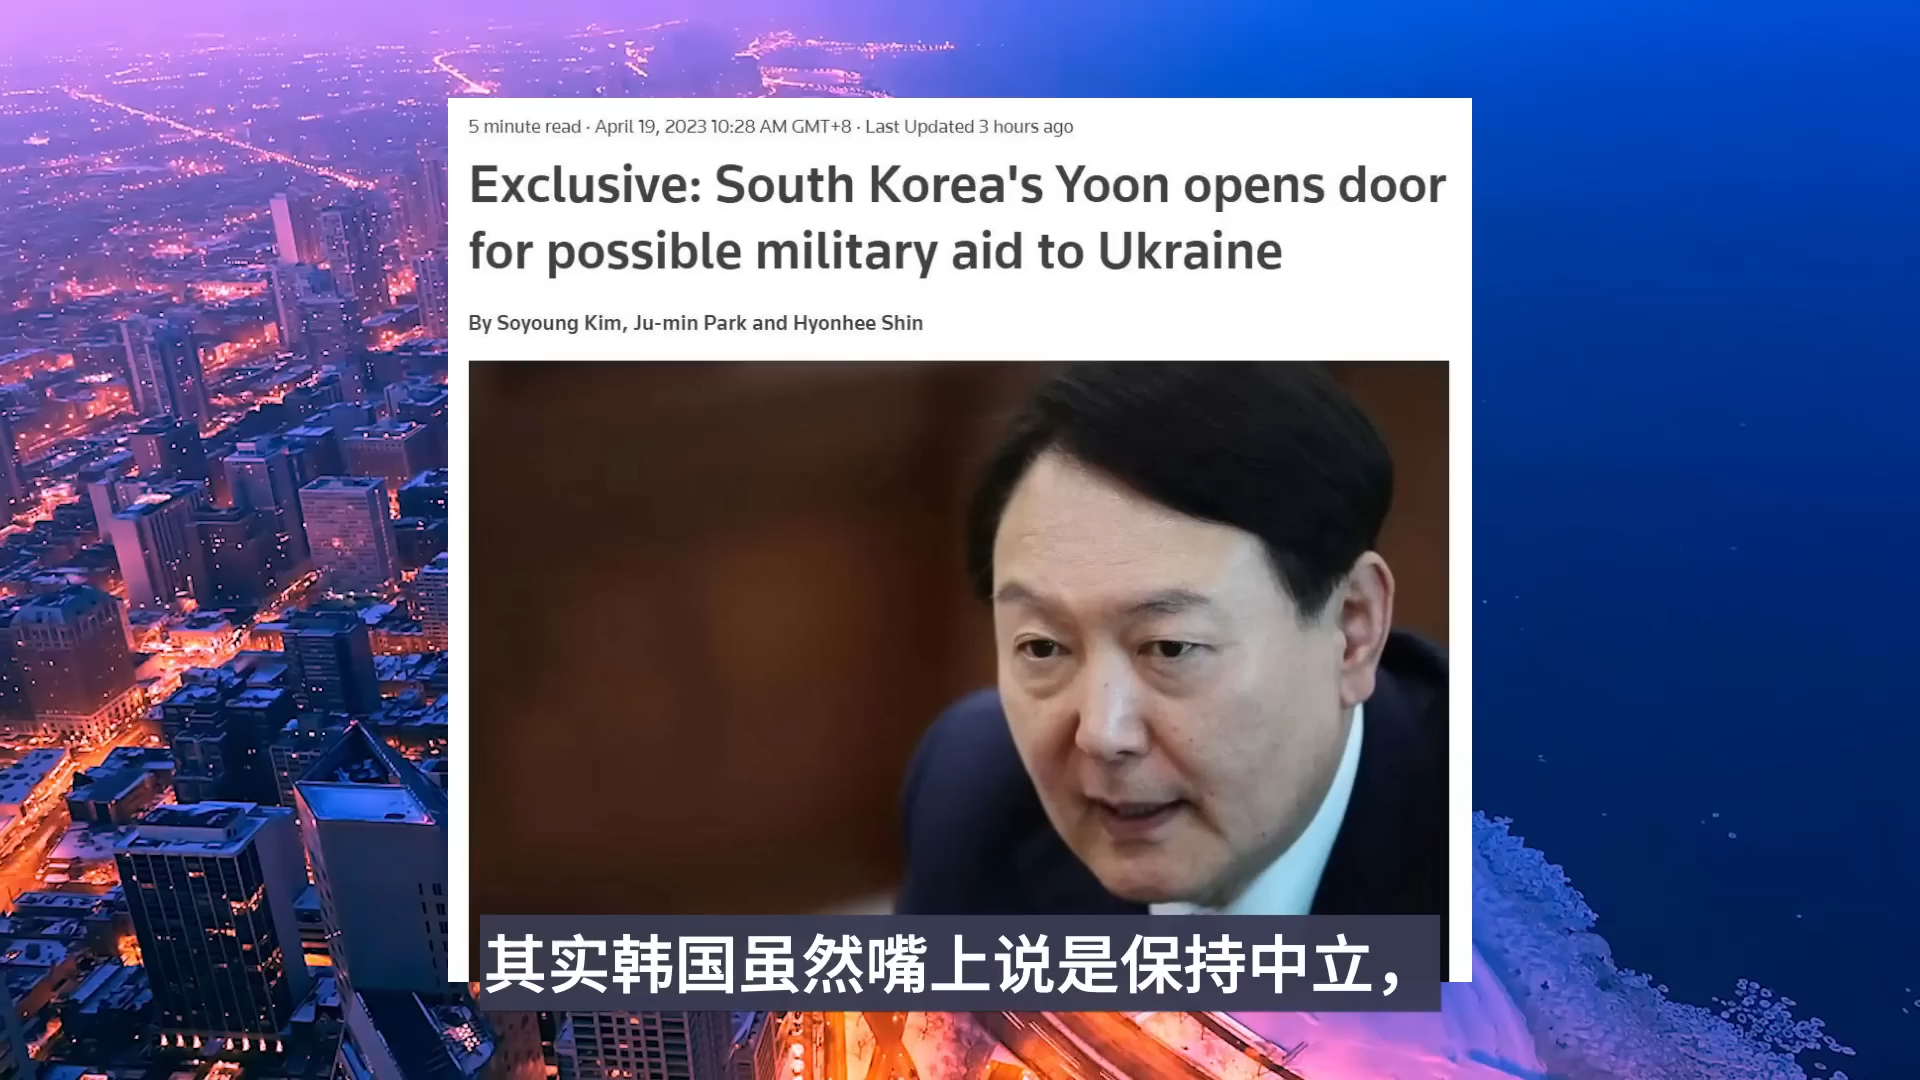 5 minute read · April 19, 2023 10:28 AM GMT+8 · Last Updated 3 hours ago
Exclusive: South Korea's Yoon opens door
for possible military aid to Ukraine
By Soyoung Kim, Ju-min Park and Hyonhee Shin
其实韩国虽然嘴上说是保持中立，